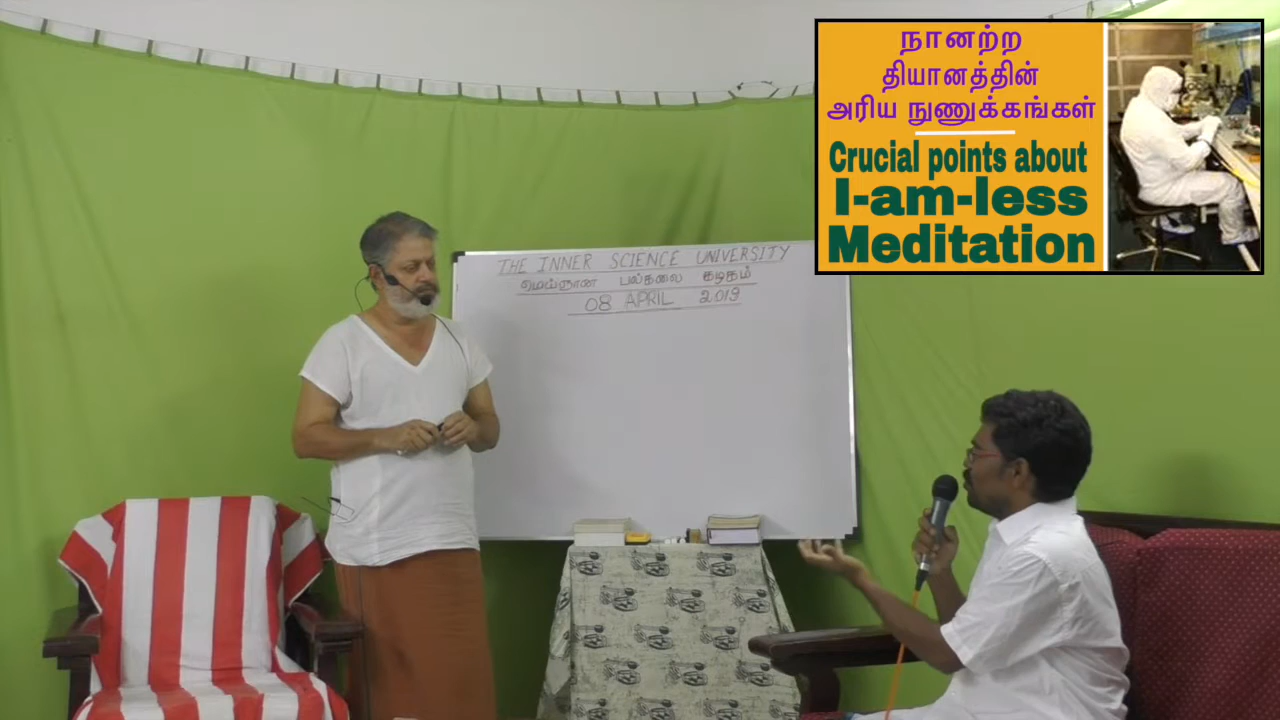 THE INNER SCIENCE UNIVERSITY
மெய்ஞான பல்கலை கழகம்
08 APRIL 2019
நானற்ற
தியானத்தின்
அரிய நுணுக்கங்கள்
Crucial points about
I-am-less
Meditation